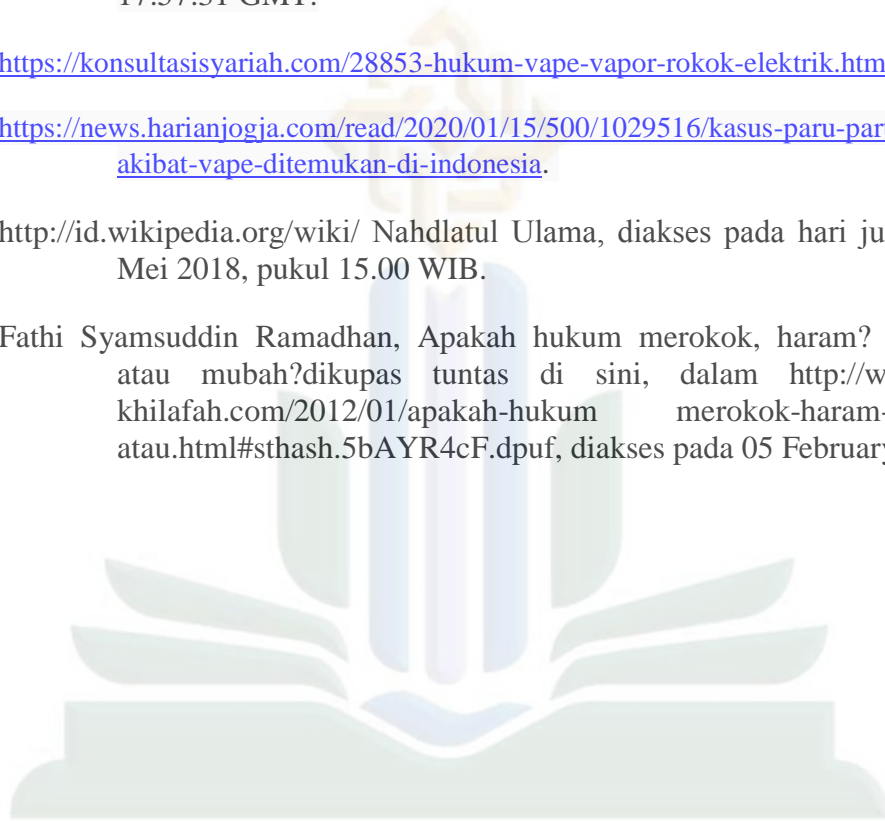 17:57:51 GMT.
https://konsultasisyariah.com/28853-hukum-vape-vapor-rokok-elektrik.htm
https://news.harianjogja.com/read/2020/01/15/500/1029516/kasus-paru-par
akibat-vape-ditemukan-di-indonesia.
http://id.wikipedia.org/wiki/ Nahdlatul Ulama, diakses pada hari ju
Mei 2018, pukul 15.00 WIB.
Fathi Syamsuddin Ramadhan, Apakah hukum merokok, haram?
atau mubah?dikupas tuntas di sini, dalam http://w
khilafah.com/2012/01/apakah-hukum merokok-haram-
atau.html#sthash.5bAYR4cF.dpuf, diakses pada 05 February